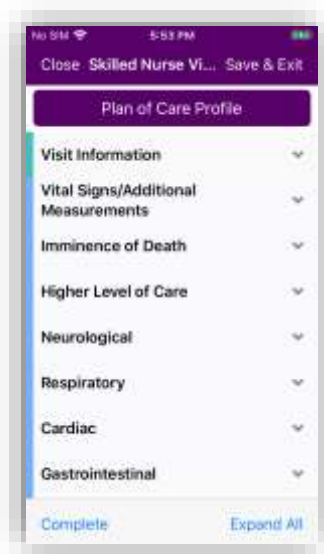 No SIM 5:53 PM
Close Skilled Nurse Vi... Save & Exit
Plan of Care Profile
Visit Information
Vital Signs/Additional
Measurements
Imminence of Death
Higher Level of Care
Neurological
Respiratory
Cardiac
Gastrointestinal
Complete Expand All